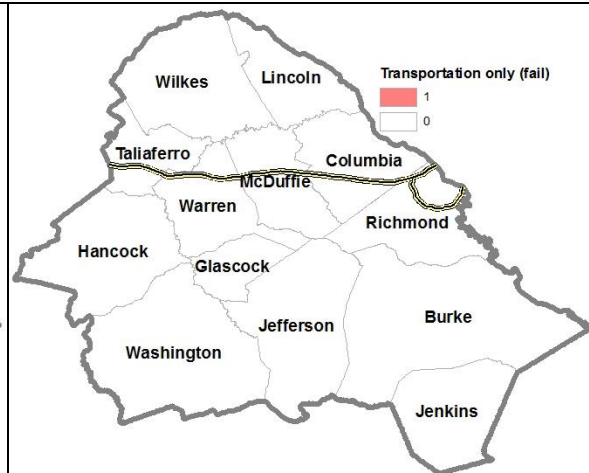 Wilkes
Lincoln
Transportation only (fail)
1
0
Taliaferro
Columbia
McDuffie
Warren
Richmond
Hancock
Glascock
Jefferson
Burke
Washington
Jenkins